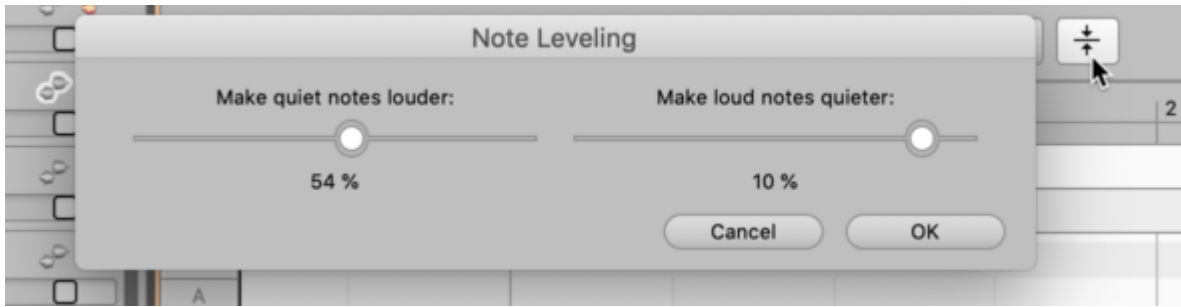 Note Leveling
Make quiet notes louder: Make loud notes quieter:
2
54 % 10 %
Cancel OK
A